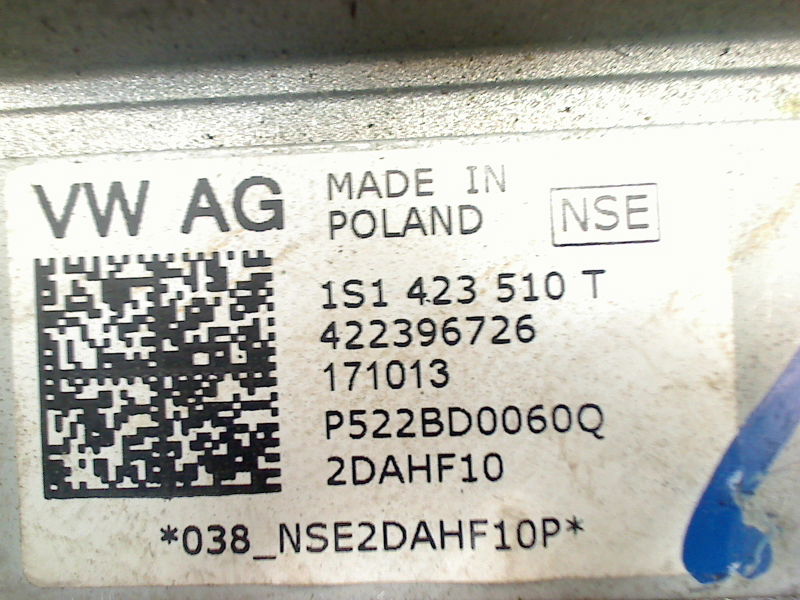 VW AG
MADE IN
POLAND
NSE
1S1 423 510 T
422396726
171013
P522BD0060Q
2DAHF10
*038_NSE2DAHF10P*